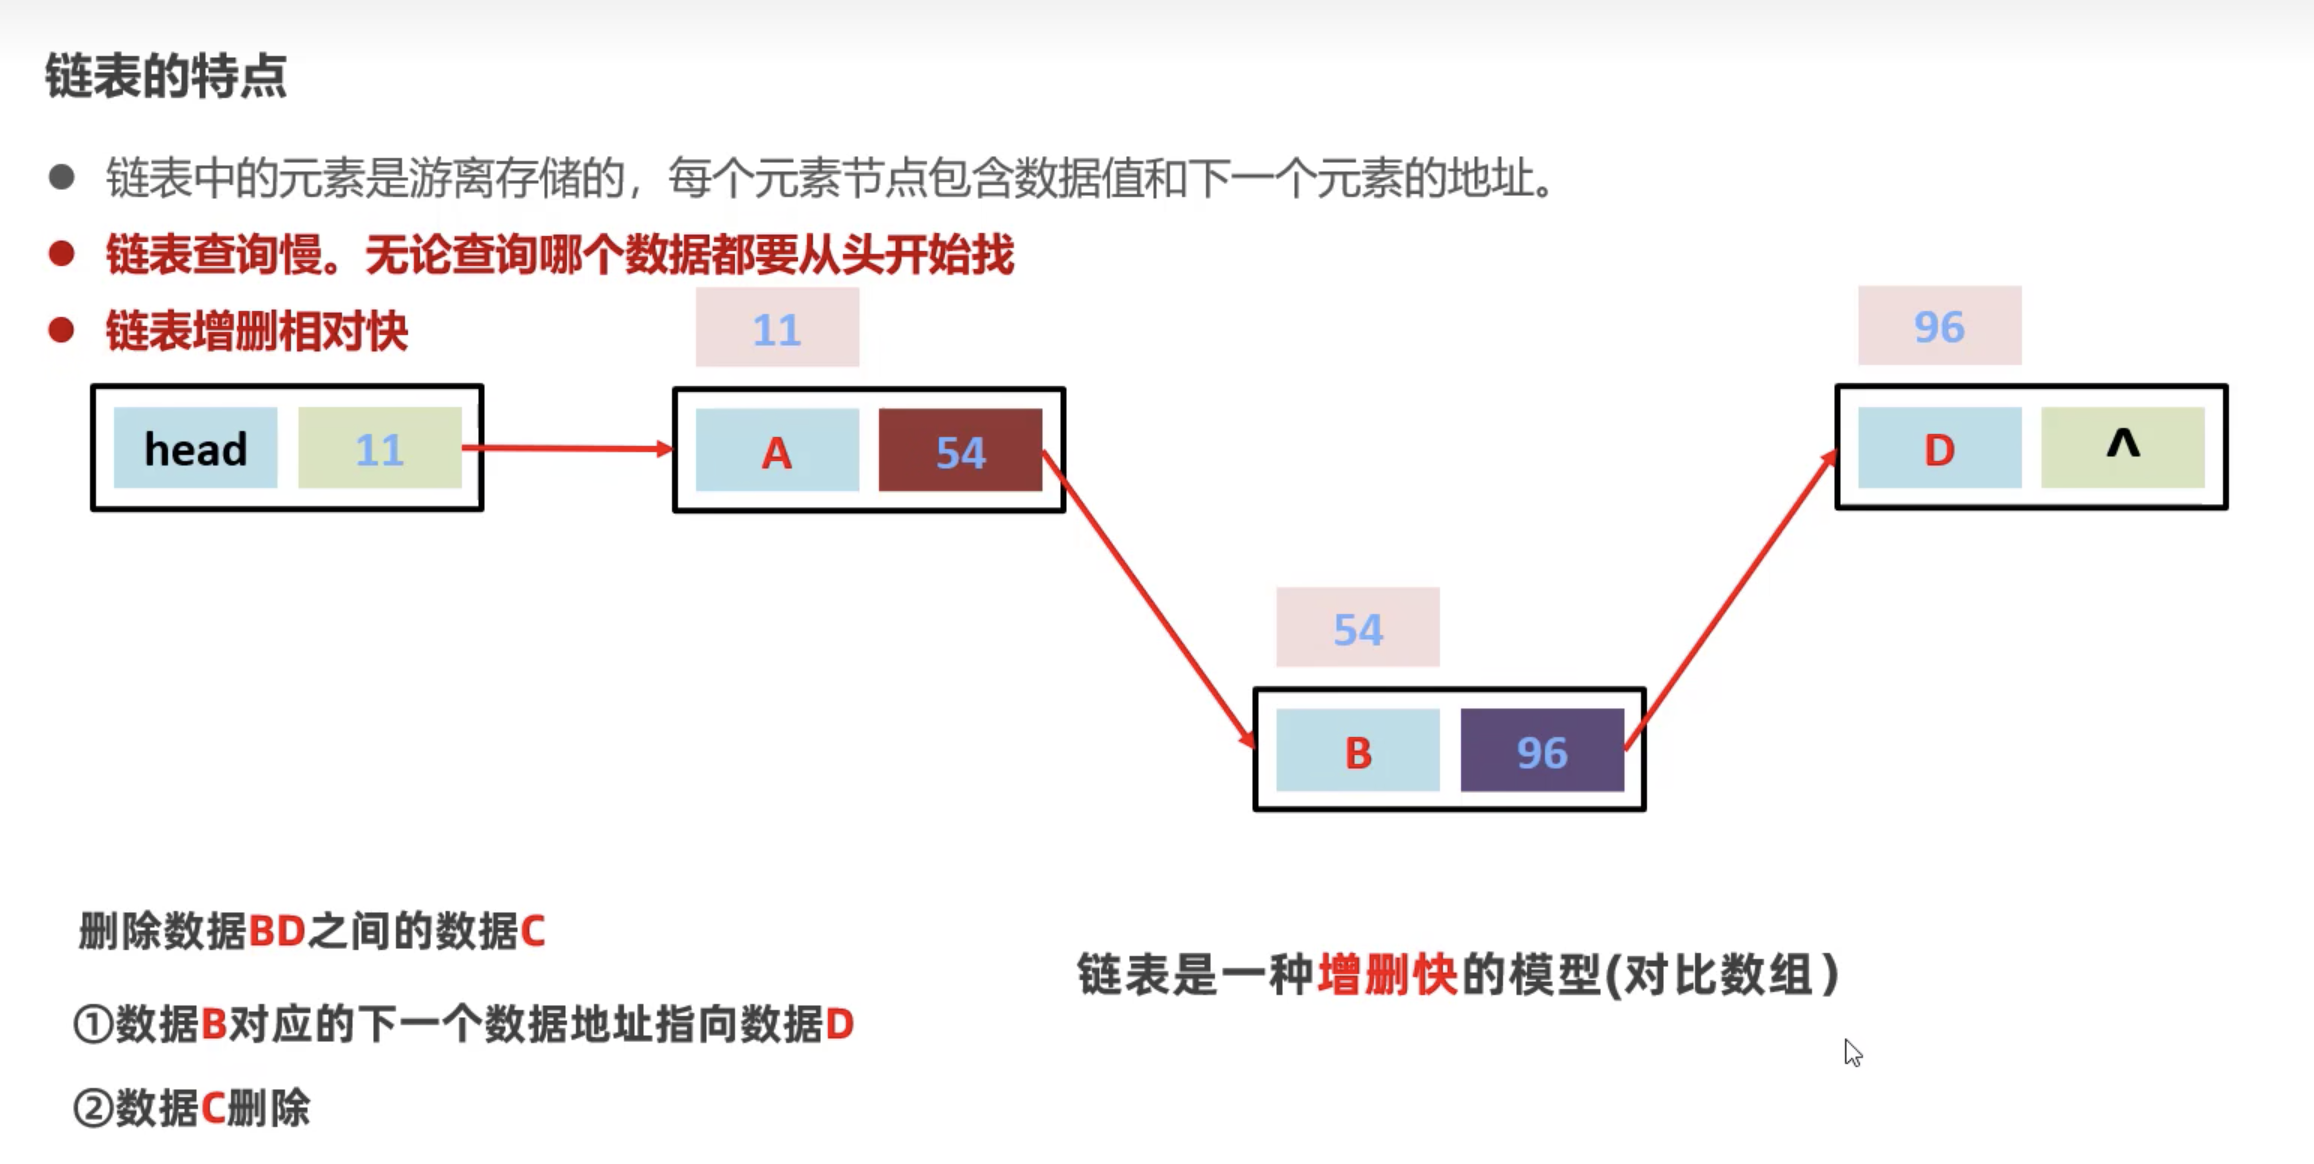 链表的特点
链表中的元素是游离存储的，每个元素节点包含数据值和下一个元素的地址。
链表查询慢。无论查询哪个数据都要从头开始找
链表增删相对快
11
96
head 11
A 54
D ^
54
B 96
删除数据BD之间的数据C
链表是一种增删快的模型(对比数组）
①数据B对应的下一个数据地址指向数据D
②数据C删除